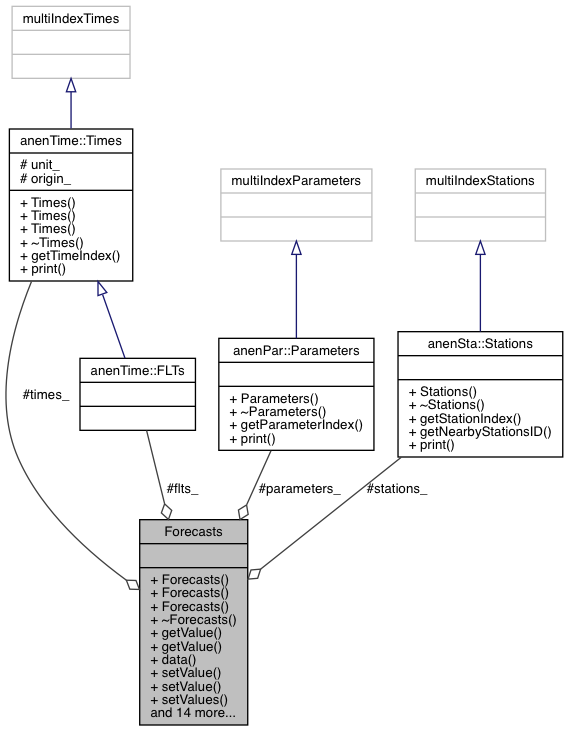 multiIndexTimes
anenTime::Times
# unit_
# origin_
+ Times()
+ Times()
+ Times()
+ ~Times()
+ getTimeIndex()
+ print()
multiIndexParameters
multiIndexStations
anenTime::FLTs
anenPar::Parameters
+ Parameters()
+ ~Parameters()
+ getParameterIndex()
+ print()
anenSta::Stations
+ Stations()
+ ~Stations()
+ getStationIndex()
+ getNearbyStationsID()
+ print()
#times_
#flts_
#parameters_
#stations_
Forecasts
+ Forecasts()
+ Forecasts()
+ Forecasts()
+ ~Forecasts()
+ getValue()
+ getValue()
+ data()
+ setValue()
+ setValue()
+ setValues()
and 14 more...